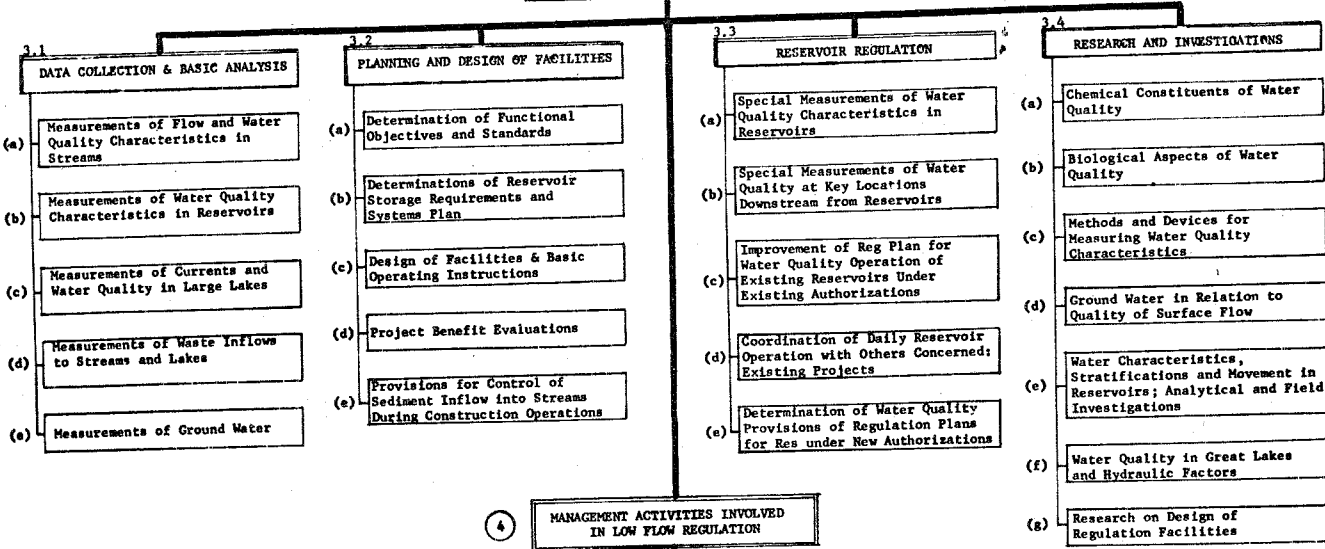 3.1
DATA COLLECTION & BASIC ANALYSIS
(a)
Measurements of Flow and Water
Quality Characteristics in
Streams
(b)
Measurements of Water Quality
Characteristics in Reservoirs
(c)
Measurements of Currents and
Water Quality in Large Lakes
(d)
Measurements of Waste Inflows
to Streams and Lakes
(e)
Measurements of Ground Water
3.2
PLANNING AND DESIGN OF FACILITIES
(a)
Determination of Functional
Objectives and Standards
(b)
Determinations of Reservoir
Storage Requirements and
Systems Plan
(c)
Design of Facilities & Basic
Operating Instructions
(d)
Project Benefit Evaluations
(e)
Provisions for Control of
Sediment Inflow into Streams
During Construction Operations
3.3
RESERVOIR REGULATION
(a)
Special Measurements of Water
Quality Characteristics in
Reservoirs
(b)
Special Measurements of Water
Quality at Key Locations
Downstream from Reservoirs
(c)
Improvement of Reg Plan for
Water Quality Operation of
Existing Reservoirs Under
Existing Authorizations
(d)
Coordination of Daily Reservoir
Operation with Others Concerned:
Existing Projects
(e)
Determination of Water Quality
Provisions of Regulation Plans
for Res under New Authorizations
3.4
RESEARCH AND INVESTIGATIONS
(a)
Chemical Constituents of Water
Quality
(b)
Biological Aspects of Water
Quality
(c)
Methods and Devices for
Measuring Water Quality
Characteristics
(d)
Ground Water in Relation to
Quality of Surface Flow
(e)
Water Characteristics,
Stratifications and Movement in
Reservoirs; Analytical and Field
Investigations
(f)
Water Quality in Great Lakes
and Hydraulic Factors
(g)
Research on Design of
Regulation Facilities
4
MANAGEMENT ACTIVITIES INVOLVED
IN LOW FLOW REGULATION